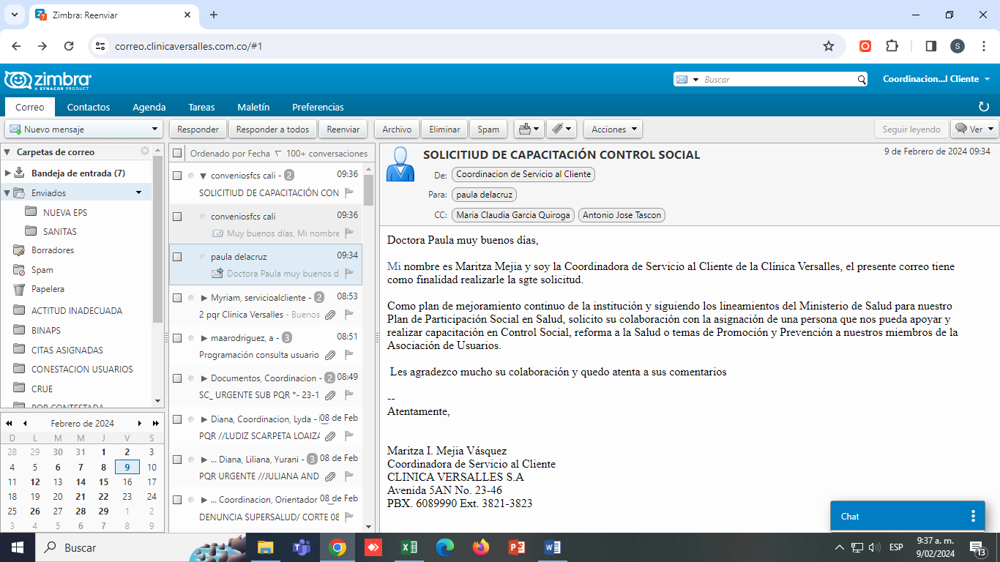 Zimbra: Reenviar
correo.clinicaversalles.com.co/#1
S
zimbra
A SYNACOR PRODUCT
Buscar
Coordinacion...l Cliente
Correo
Contactos
Agenda
Tareas
Maletín
Preferencias
Nuevo mensaje
Responder
Responder a todos
Reenviar
Archivo
Eliminar
Spam
Acciones
Seguir leyendo
Ver
Carpetas de correo
Bandeja de entrada (7)
Enviados
NUEVA EPS
SANITAS
Borradores
Spam
Papelera
ACTITUD INADECUADA
BINAPS
CITAS ASIGNADAS
CONESTACION USUARIOS
CRUE
PQR CONTESTADA
Febrero de 2024
D L M M J V S
28 29 30 31 1 2 3
4 5 6 7 8 9 10
11 12 13 14 15 16 17
18 19 20 21 22 23 24
25 26 27 28 29 1 2
3 4 5 6 7 8 9
Ordenado por Fecha 100+ conversaciones
conveniosfcs cali - 2 09:36
SOLICITIUD DE CAPACITACIÓN CON
conveniosfcs cali 09:36
Muy buenos días, Mi nombre
paula delacruz 09:34
Doctora Paula muy buenos d
Myriam, servicioalcliente - 2 08:53
2 pqr Clinica Versalles - Buenos
maarodriguez, a - 3 08:51
Programación consulta usuario
Documentos, Coordinacion - 2 08:49
SC_ URGENTE SUB PQR *- 23-1
Diana, Coordinacion, Lyda - 08 de Feb
PQR //LUDIZ SCARPETA LOAIZA
... Diana, Liliana, Yurani - 3 08 de Feb
PQR URGENTE //JULIANA AND
... Coordinacion, Orientador 08 de Feb
DENUNCIA SUPERSALUD/ CORTE 08
SOLICITIUD DE CAPACITACIÓN CONTROL SOCIAL
9 de Febrero de 2024 09:34
De: Coordinacion de Servicio al Cliente
Para: paula delacruz
CC: Maria Claudia Garcia Quiroga Antonio Jose Tascon
Doctora Paula muy buenos días,
Mi nombre es Maritza Mejia y soy la Coordinadora de Servicio al Cliente de la Clínica Versalles, el presente correo tiene
como finalidad realizarle la sgte solicitud.
Como plan de mejoramiento continuo de la institución y siguiendo los lineamientos del Ministerio de Salud para nuestro
Plan de Participación Social en Salud, solicito su colaboración con la asignación de una persona que nos pueda apoyar y
realizar capacitación en Control Social, reforma a la Salud o temas de Promoción y Prevención a nuestros miembros de la
Asociación de Usuarios.
Les agradezco mucho su colaboración y quedo atenta a sus comentarios
--
Atentamente,
Maritza I. Mejia Vásquez
Coordinadora de Servicio al Cliente
CLINICA VERSALLES S.A
Avenida 5AN No. 23-46
PBX. 6089990 Ext. 3821-3823
Chat
Buscar
ESP
9:37 a. m.
9/02/2024
13